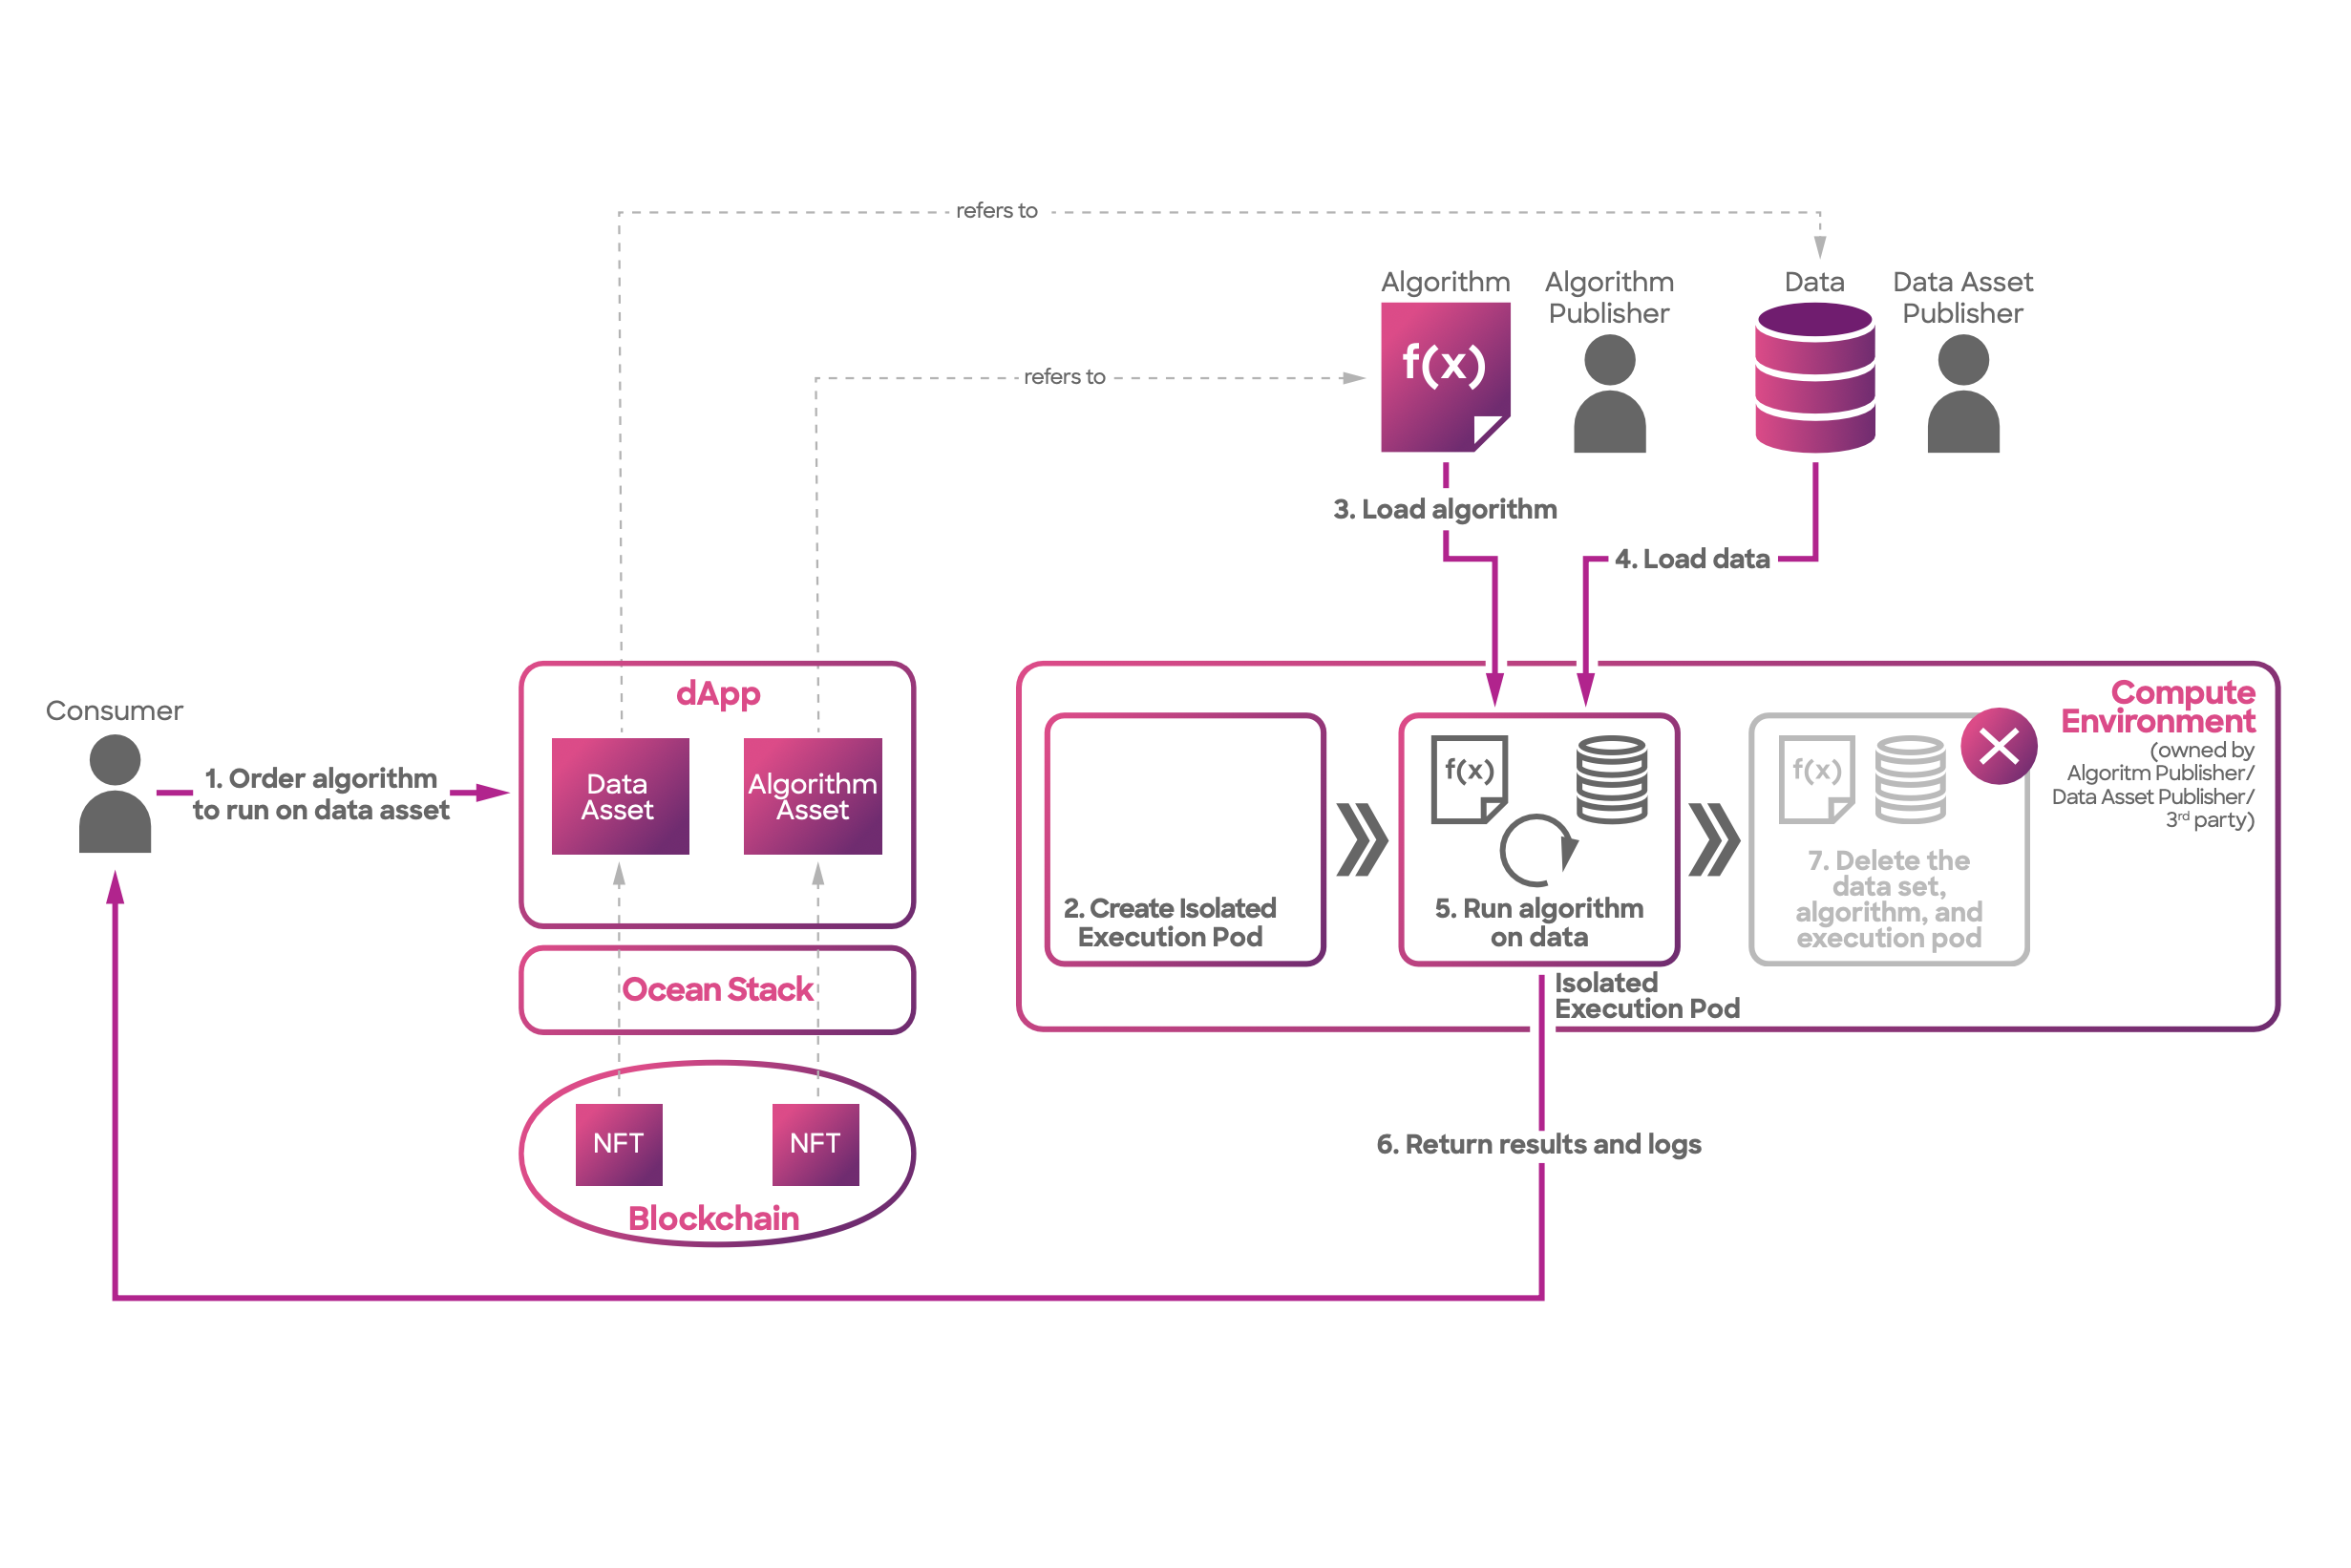 refers to
Algorithm
Algorithm
Publisher
Data
Data Asset
Publisher
f(x)
refers to
3. Load algorithm
4. Load data
Consumer
1. Order algorithm
to run on data asset
dApp
Data
Asset
Algorithm
Asset
Ocean Stack
NFT
NFT
Blockchain
Compute
Environment
(owned by
Algoritm Publisher/
Data Asset Publisher/
3rd party)
2. Create Isolated
Execution Pod
f(x)
5. Run algorithm
on data
f(x)
7. Delete the
data set,
algorithm, and
execution pod
Isolated
Execution Pod
6. Return results and logs